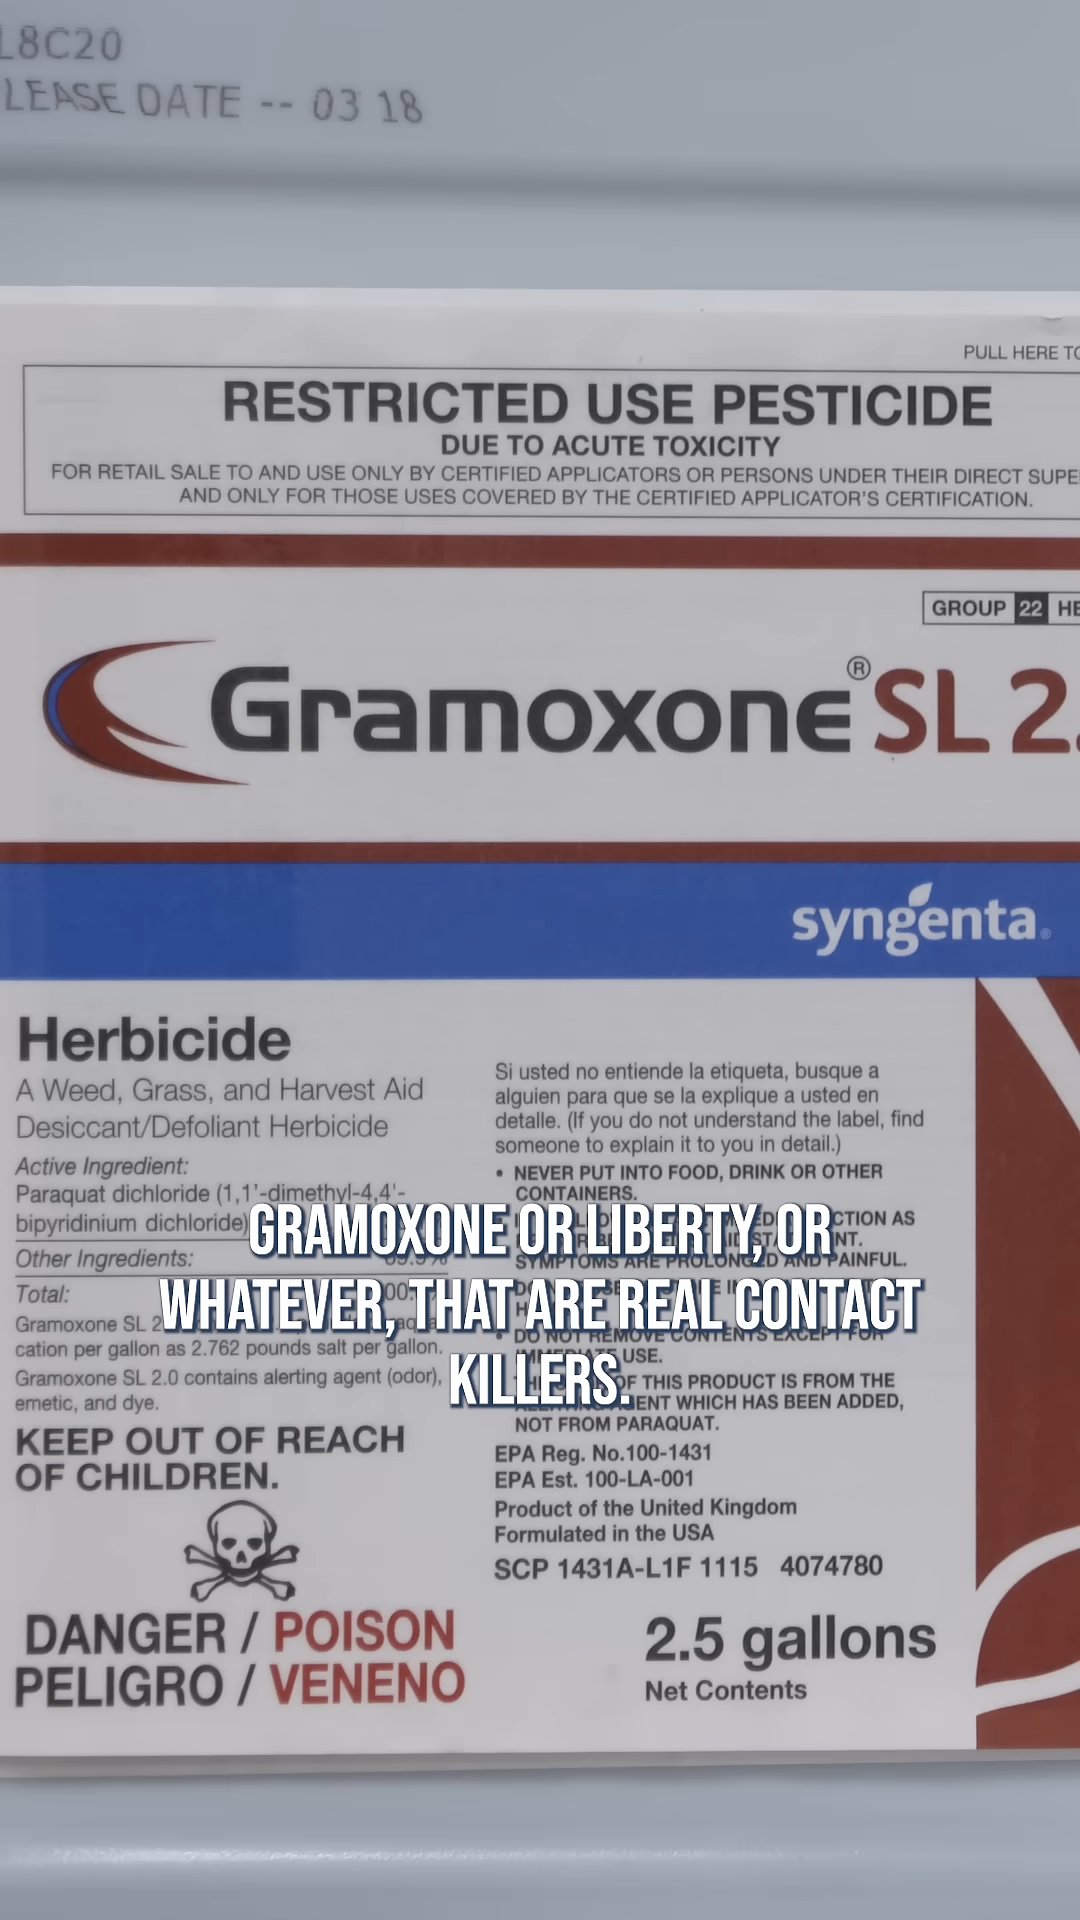 L8C20
LEASE DATE -- 03 18
PULL HERE TO
RESTRICTED USE PESTICIDE
DUE TO ACUTE TOXICITY
FOR RETAIL SALE TO AND USE ONLY BY CERTIFIED APPLICATORS OR PERSONS UNDER THEIR DIRECT SUPE
AND ONLY FOR THOSE USES COVERED BY THE CERTIFIED APPLICATOR'S CERTIFICATION.
GROUP 22 HE
Gramoxone® SL 2.
syngenta®
Herbicide
A Weed, Grass, and Harvest Aid
Desiccant/Defoliant Herbicide
Active Ingredient:
Paraquat dichloride (1,1'-dimethyl-4,4'-
bipyridinium dichloride)
Other Ingredients:
Total:
Gramoxone SL 2
cation per gallon as 2.762 pounds salt per gallon.
Gramoxone SL 2.0 contains alerting agent (odor),
emetic, and dye.
KEEP OUT OF REACH
OF CHILDREN.
DANGER / POISON
PELIGRO / VENENO
Si usted no entiende la etiqueta, busque a
alguien para que se la explique a usted en
detalle. (If you do not understand the label, find
someone to explain it to you in detail.)
• NEVER PUT INTO FOOD, DRINK OR OTHER
CONTAINERS.
SYMPTOMS ARE PROLONGED AND PAINFUL.
• DO NOT REMOVE CONTENTS EXCEPT FOR
IMMEDIATE USE.
OF THIS PRODUCT IS FROM THE
WHICH HAS BEEN ADDED,
NOT FROM PARAQUAT.
EPA Reg. No.100-1431
EPA Est. 100-LA-001
Product of the United Kingdom
Formulated in the USA
SCP 1431A-L1F 1115 4074780
2.5 gallons
Net Contents
GRAMOXONE OR LIBERTY, OR
WHATEVER, THAT ARE REAL CONTACT
KILLERS.